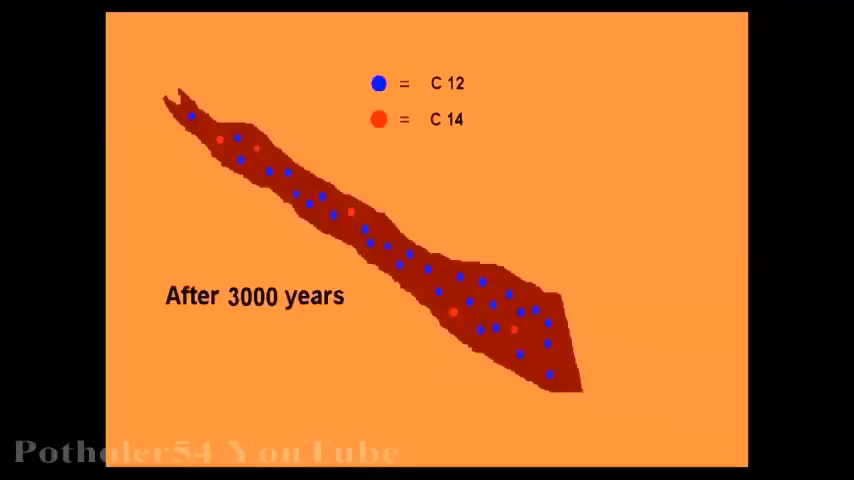 = C 12
= C 14
After 3000 years
Potholer54 YouTube